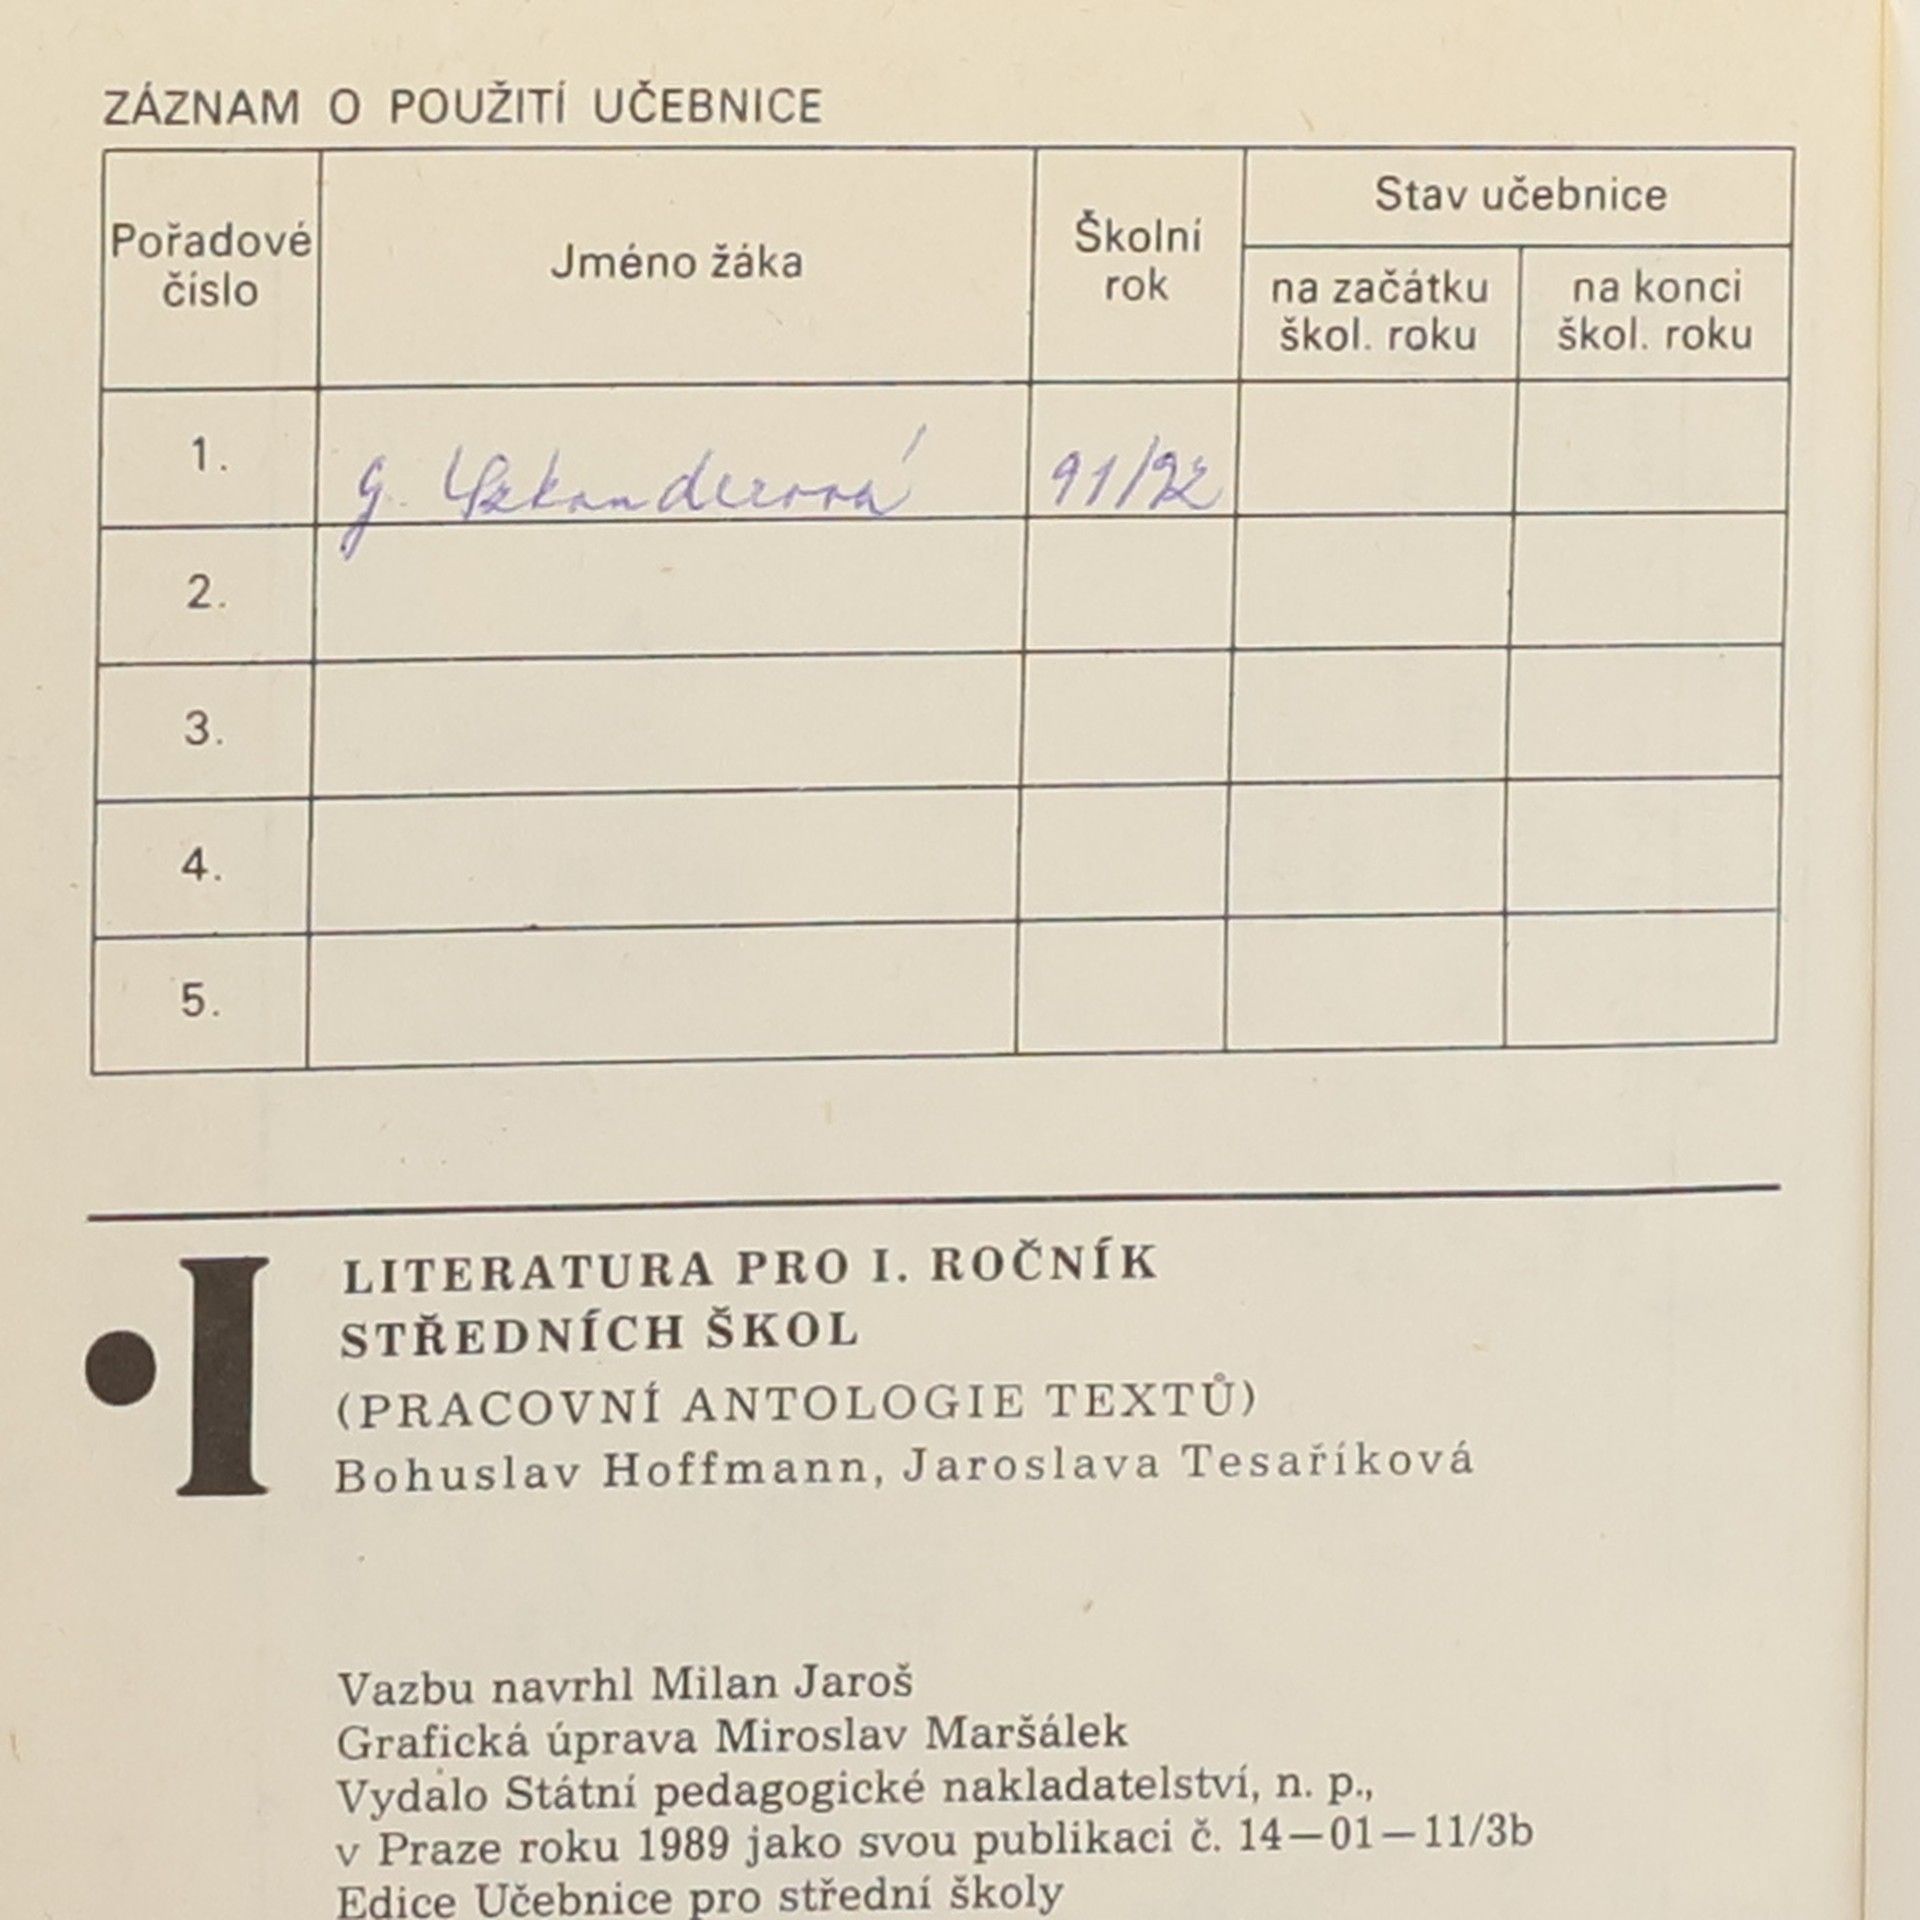 ZÁZNAM O POUŽITÍ UČEBNICE
Pořadové číslo
Jméno žáka
Školní rok
Stav učebnice
na začátku škol. roku
na konci škol. roku
1. G. 91/92
2.
3.
4.
5.
I
LITERATURA PRO I. ROČNÍK
STŘEDNÍCH ŠKOL
(PRACOVNÍ ANTOLOGIE TEXTŮ)
Bohuslav Hoffmann, Jaroslava Tesaříková
Vazbu navrhl Milan Jaroš
Grafická úprava Miroslav Maršálek
Vydalo Státní pedagogické nakladatelství, n. p.,
v Praze roku 1989 jako svou publikaci č. 14—01—11/3b
Edice Učebnice pro střední školy